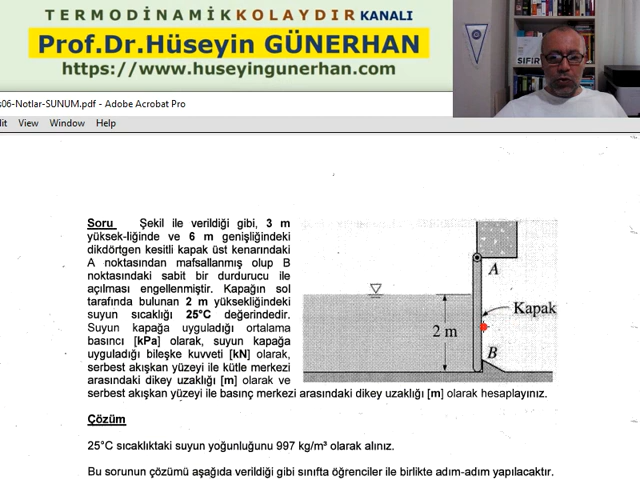 TERMODİNAMİKKOLAYDIR KANALI
Prof.Dr.Hüseyin GÜNERHAN
https://www.huseyingunerhan.com
SIFIR
s06-Notlar-SUNUM.pdf - Adobe Acrobat Pro
dit View Window Help
Soru Şekil ile verildiği gibi, 3 m
yüksek-liğinde ve 6 m genişliğindeki
dikdörtgen kesitli kapak üst kenarındaki
A noktasından mafsallanmış olup B
noktasındaki sabit bir durdurucu ile
açılması engellenmiştir. Kapağın sol
tarafında bulunan 2 m yüksekliğindeki
suyun sıcaklığı 25°C değerindedir.
Suyun kapağa uyguladığı ortalama
basıncı [kPa] olarak, suyun kapağa
uyguladığı bileşke kuvveti [kN] olarak,
serbest akışkan yüzeyi ile kütle merkezi
arasındaki dikey uzaklığı [m] olarak ve
serbest akışkan yüzeyi ile basınç merkezi arasındaki dikey uzaklığı [m] olarak hesaplayınız.
A
Kapak
2 m
B
Çözüm
25°C sıcaklıktaki suyun yoğunluğunu 997 kg/m³ olarak alınız.
Bu sorunun çözümü aşağıda verildiği gibi sınıfta öğrenciler ile birlikte adım-adım yapılacaktır.